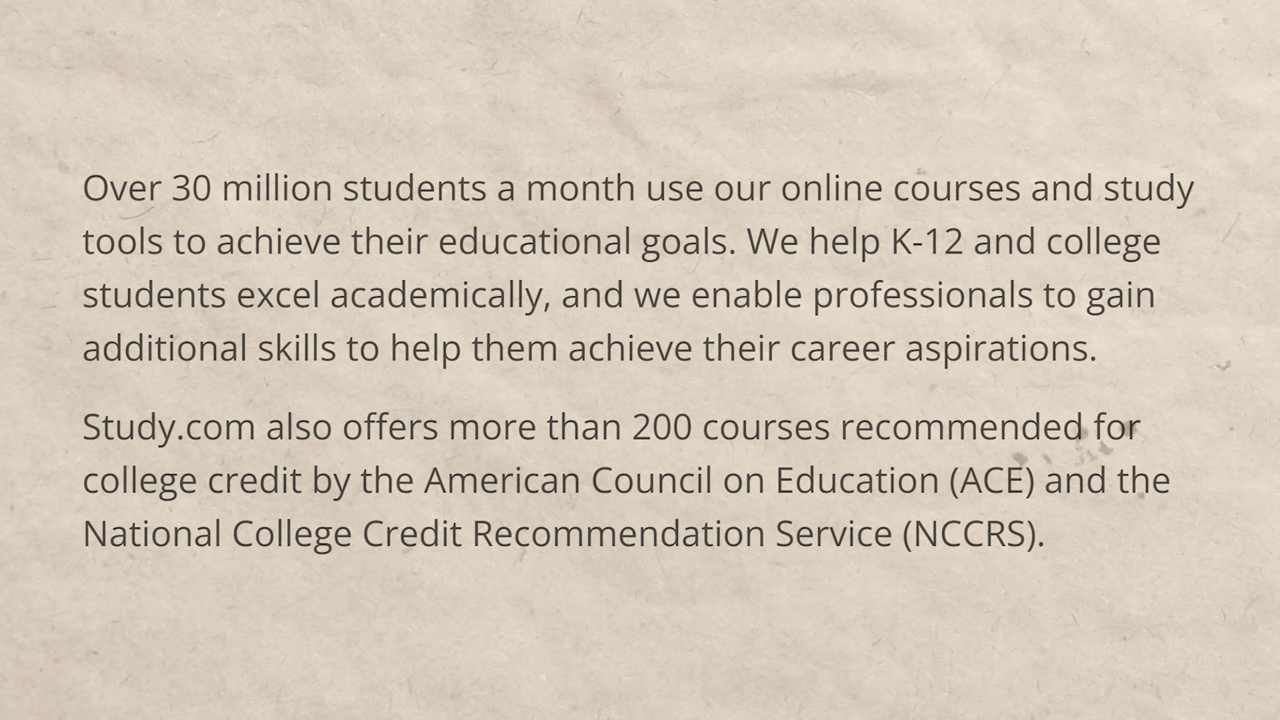 Over 30 million students a month use our online courses and study
tools to achieve their educational goals. We help K-12 and college
students excel academically, and we enable professionals to gain
additional skills to help them achieve their career aspirations.
Study.com also offers more than 200 courses recommended for
college credit by the American Council on Education (ACE) and the
National College Credit Recommendation Service (NCCRS).